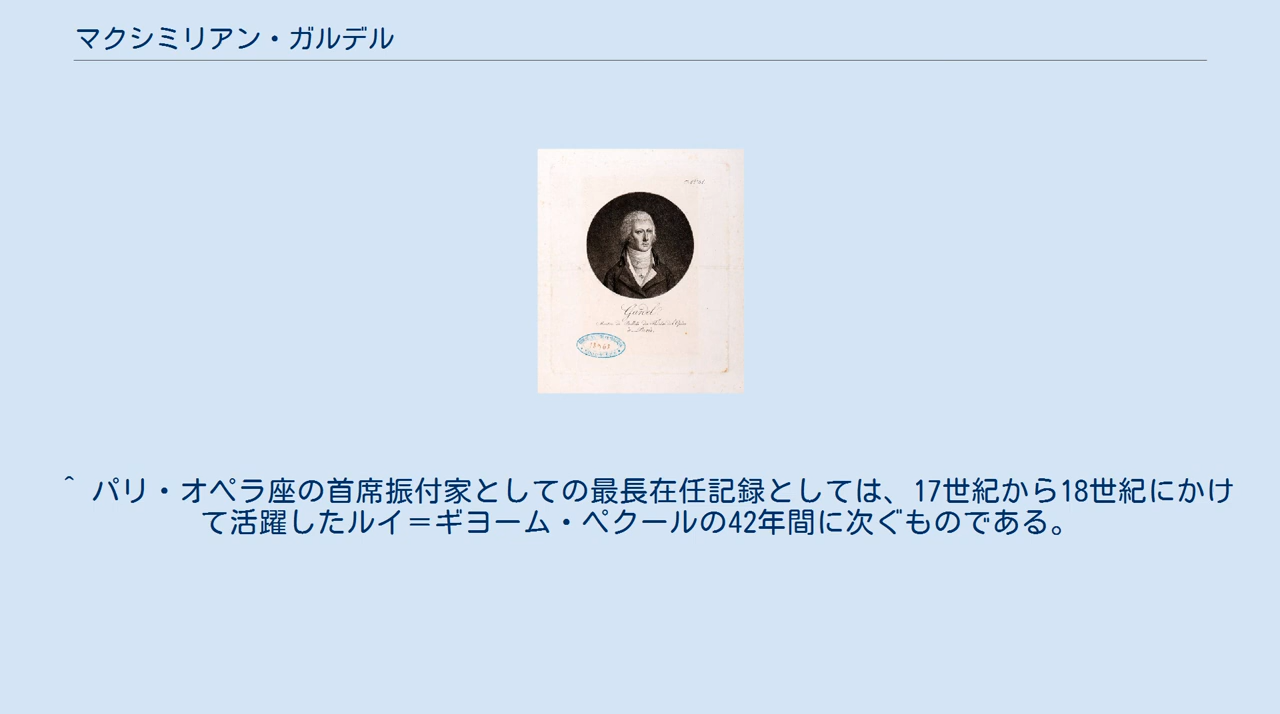 マクシミリアン・ガルデル
Gardel.
^ パリ・オペラ座の首席振付家としての最長在任記録としては、17世紀から18世紀にかけ
て活躍したルイ＝ギヨーム・ペクールの42年間に次ぐものである。